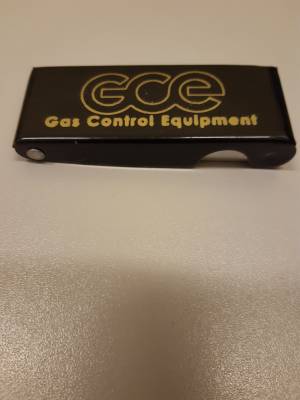 GCE
Gas Control Equipment